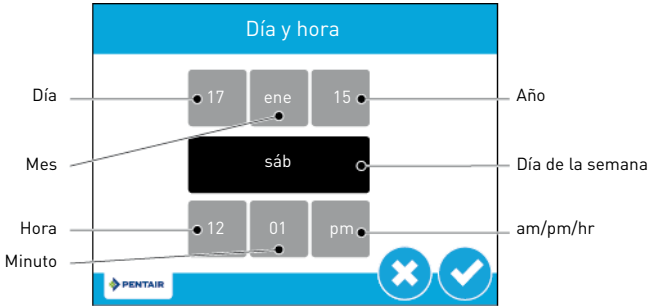 Día y hora
Día
17
ene
15
Año
Mes
sáb
Día de la semana
Hora
12
01
pm
am/pm/hr
Minuto
PENTAIR